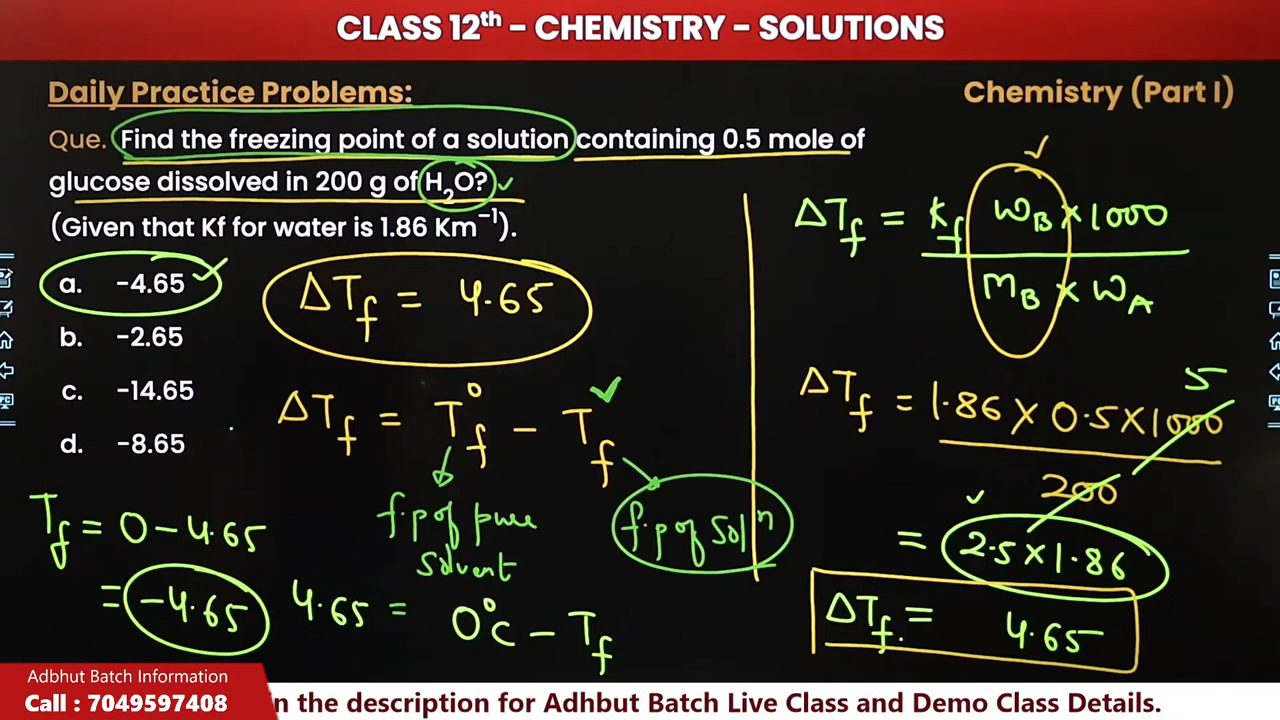 CLASS 12th - CHEMISTRY - SOLUTIONS
Daily Practice Problems:
Chemistry (Part I)
Que. Find the freezing point of a solution containing 0.5 mole of
glucose dissolved in 200 g of H₂O?
(Given that Kf for water is 1.86 Km⁻¹).
a. -4.65
b. -2.65
c. -14.65
d. -8.65
ΔTf = 4.65
ΔTf = T°f - Tf
f.p of pure
solvent
f.p of solⁿ
Tf = 0 - 4.65
= -4.65
4.65 = 0°C - Tf
ΔTf = Kf WB × 1000
MB × WA
5
ΔTf = 1.86 × 0.5 × 1000
200
= 2.5 × 1.86
ΔTf = 4.65
Adbhut Batch Information
Call : 7049597408
in the description for Adhbut Batch Live Class and Demo Class Details.